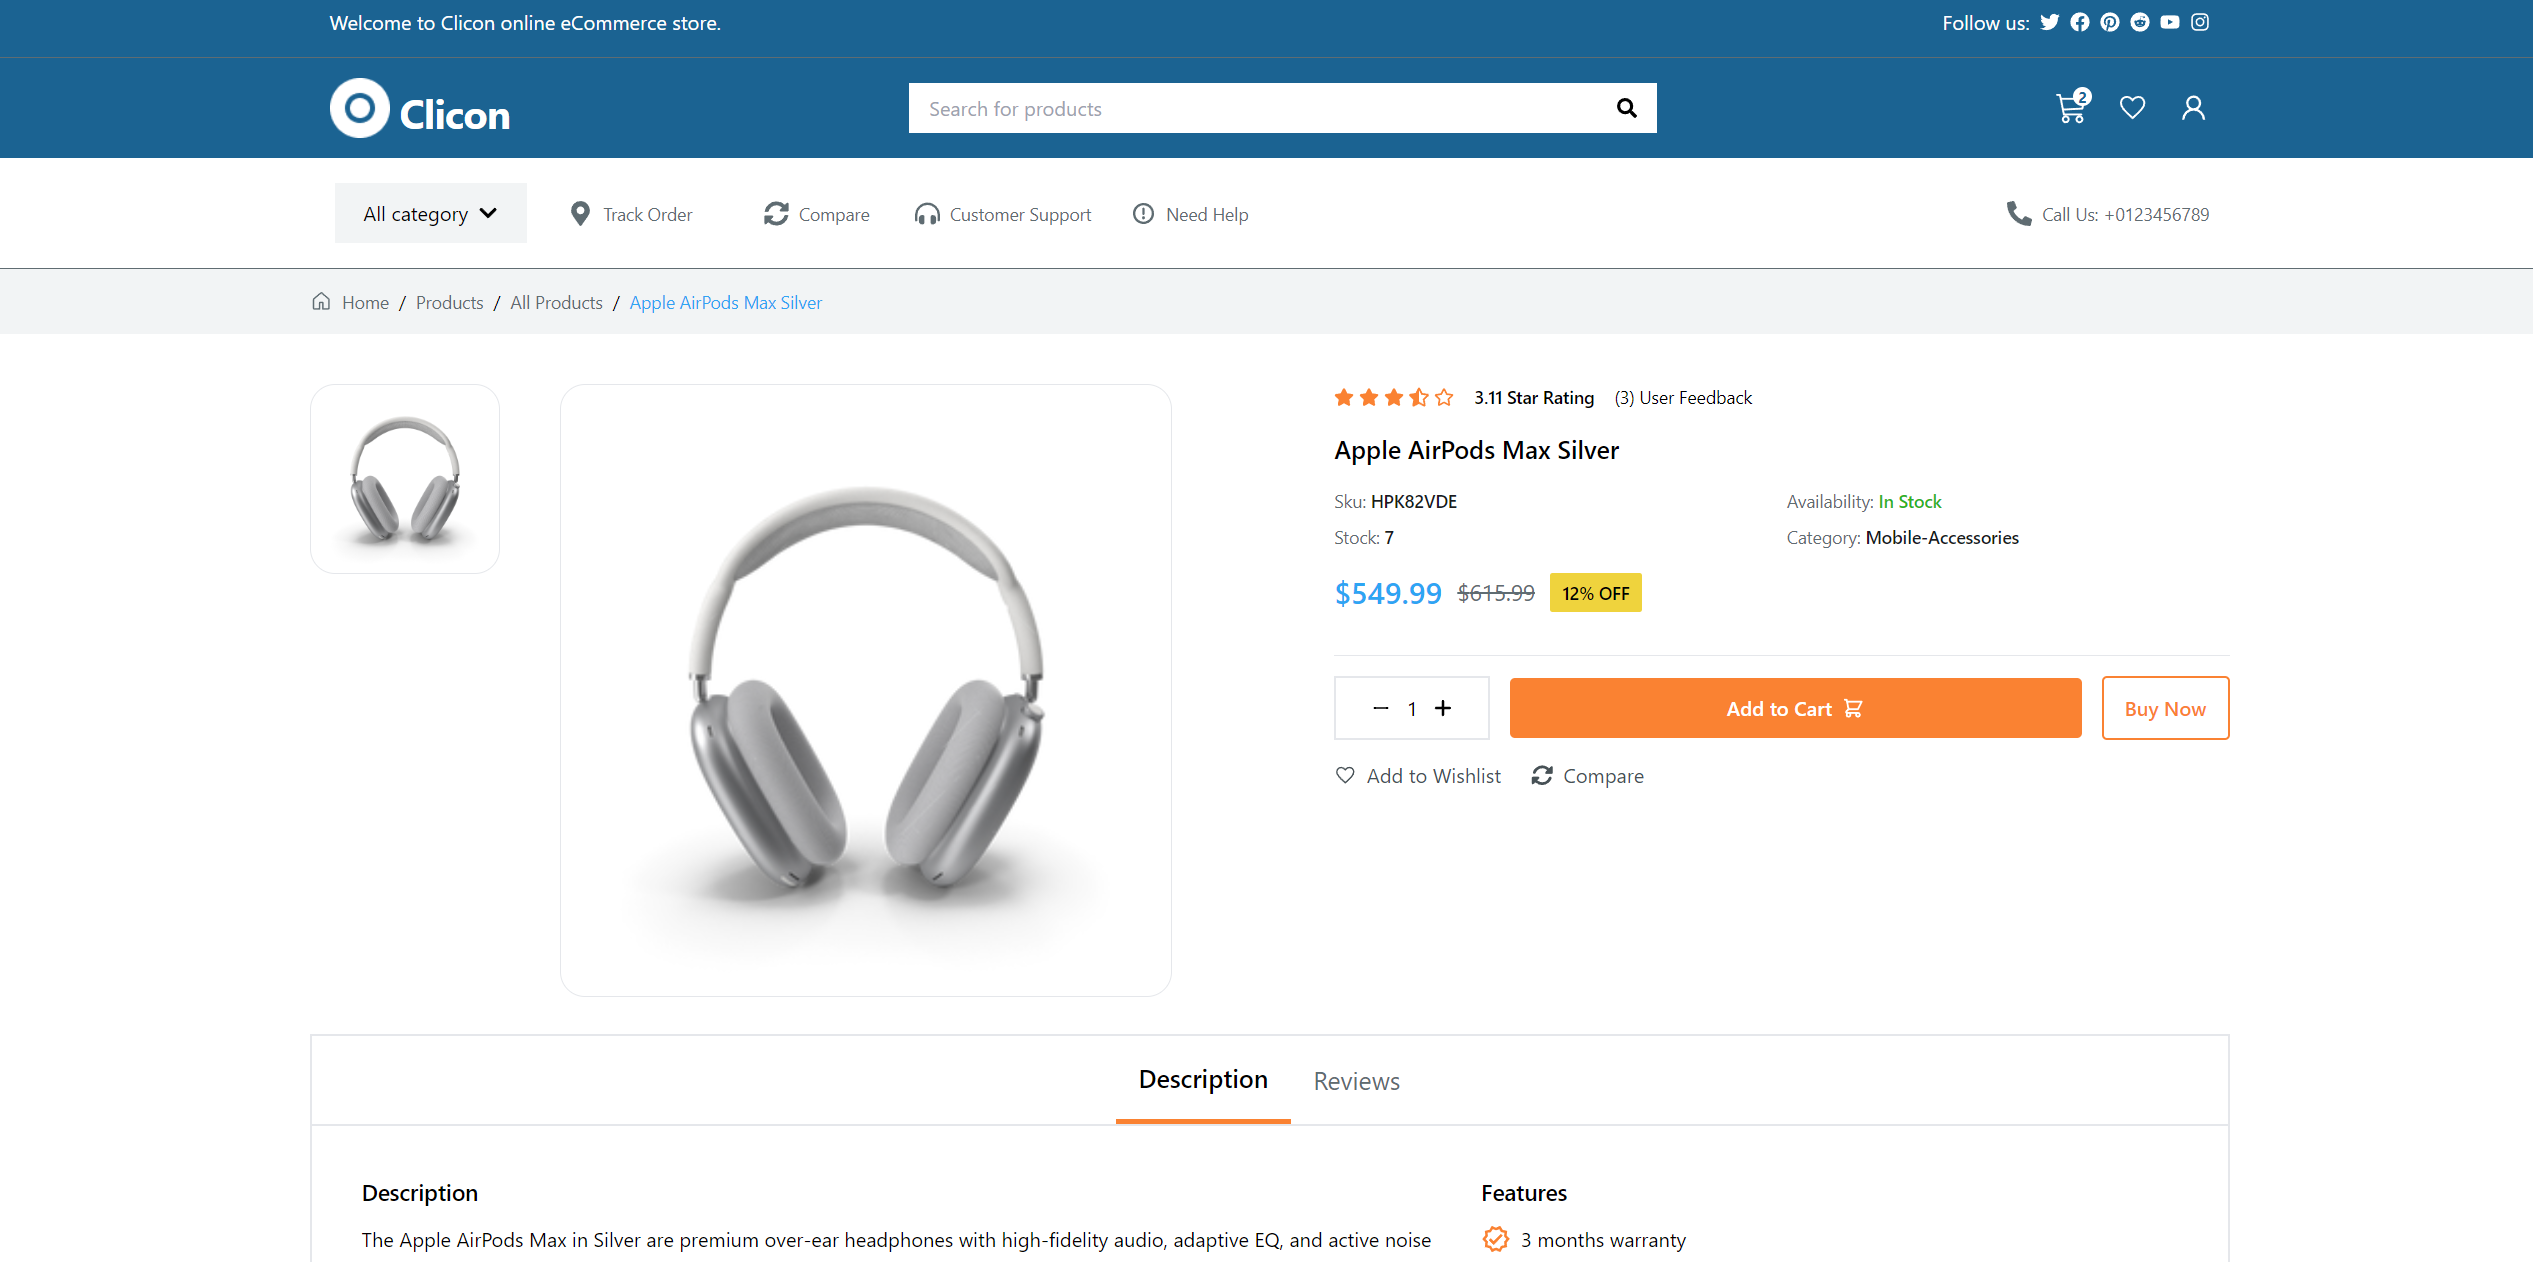 Welcome to Clicon online eCommerce store.
Follow us:
Clicon
Search for products
2
All category
Track Order
Compare
Customer Support
Need Help
Call Us: +0123456789
Home / Products / All Products / Apple AirPods Max Silver
3.11 Star Rating (3) User Feedback
Apple AirPods Max Silver
Sku: HPK82VDE
Availability: In Stock
Stock: 7
Category: Mobile-Accessories
$549.99 $615.99 12% OFF
− 1 +
Add to Cart
Buy Now
Add to Wishlist
Compare
Description
Reviews
Description
Features
The Apple AirPods Max in Silver are premium over-ear headphones with high-fidelity audio, adaptive EQ, and active noise
3 months warranty